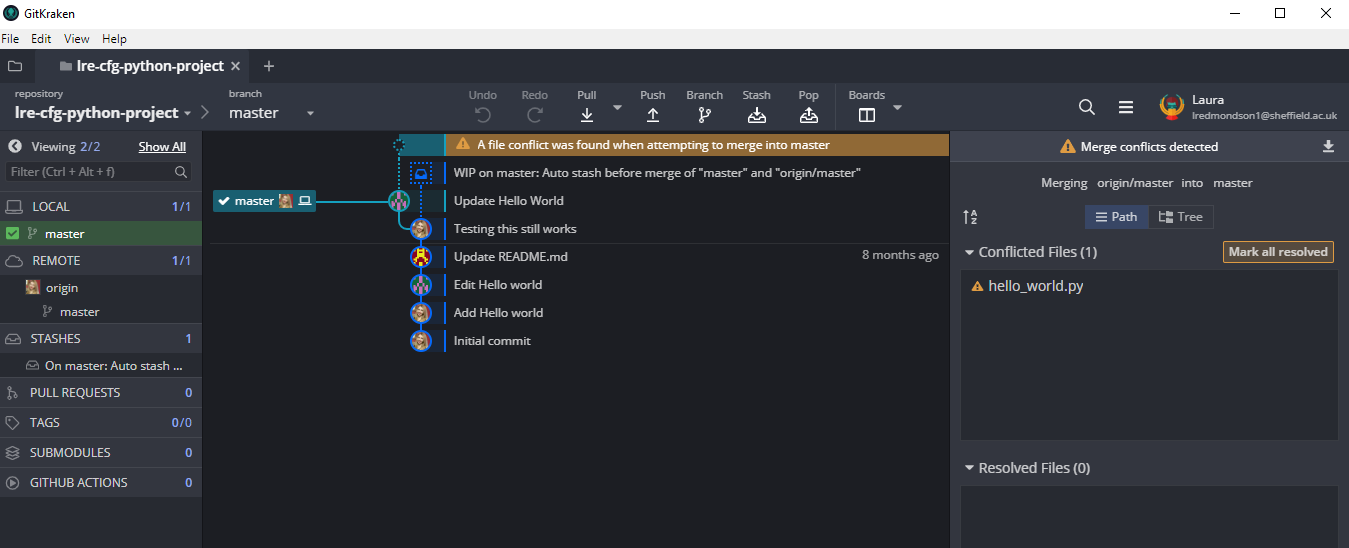 GitKraken
File Edit View Help
lre-cfg-python-project
repository
lre-cfg-python-project
branch
master
Undo Redo Pull Push Branch Stash Pop Boards
Laura
lredmondson1@sheffield.ac.uk
Viewing 2/2 Show All
Filter (Ctrl + Alt + f)
LOCAL 1/1
master
REMOTE 1/1
origin
master
STASHES 1
On master: Auto stash ...
PULL REQUESTS 0
TAGS 0/0
SUBMODULES 0
GITHUB ACTIONS 0
A file conflict was found when attempting to merge into master
WIP on master: Auto stash before merge of "master" and "origin/master"
master
Update Hello World
Testing this still works
Update README.md 8 months ago
Edit Hello world
Add Hello world
Initial commit
Merge conflicts detected
Merging origin/master into master
A
Z
Path Tree
Conflicted Files (1) Mark all resolved
hello_world.py
Resolved Files (0)